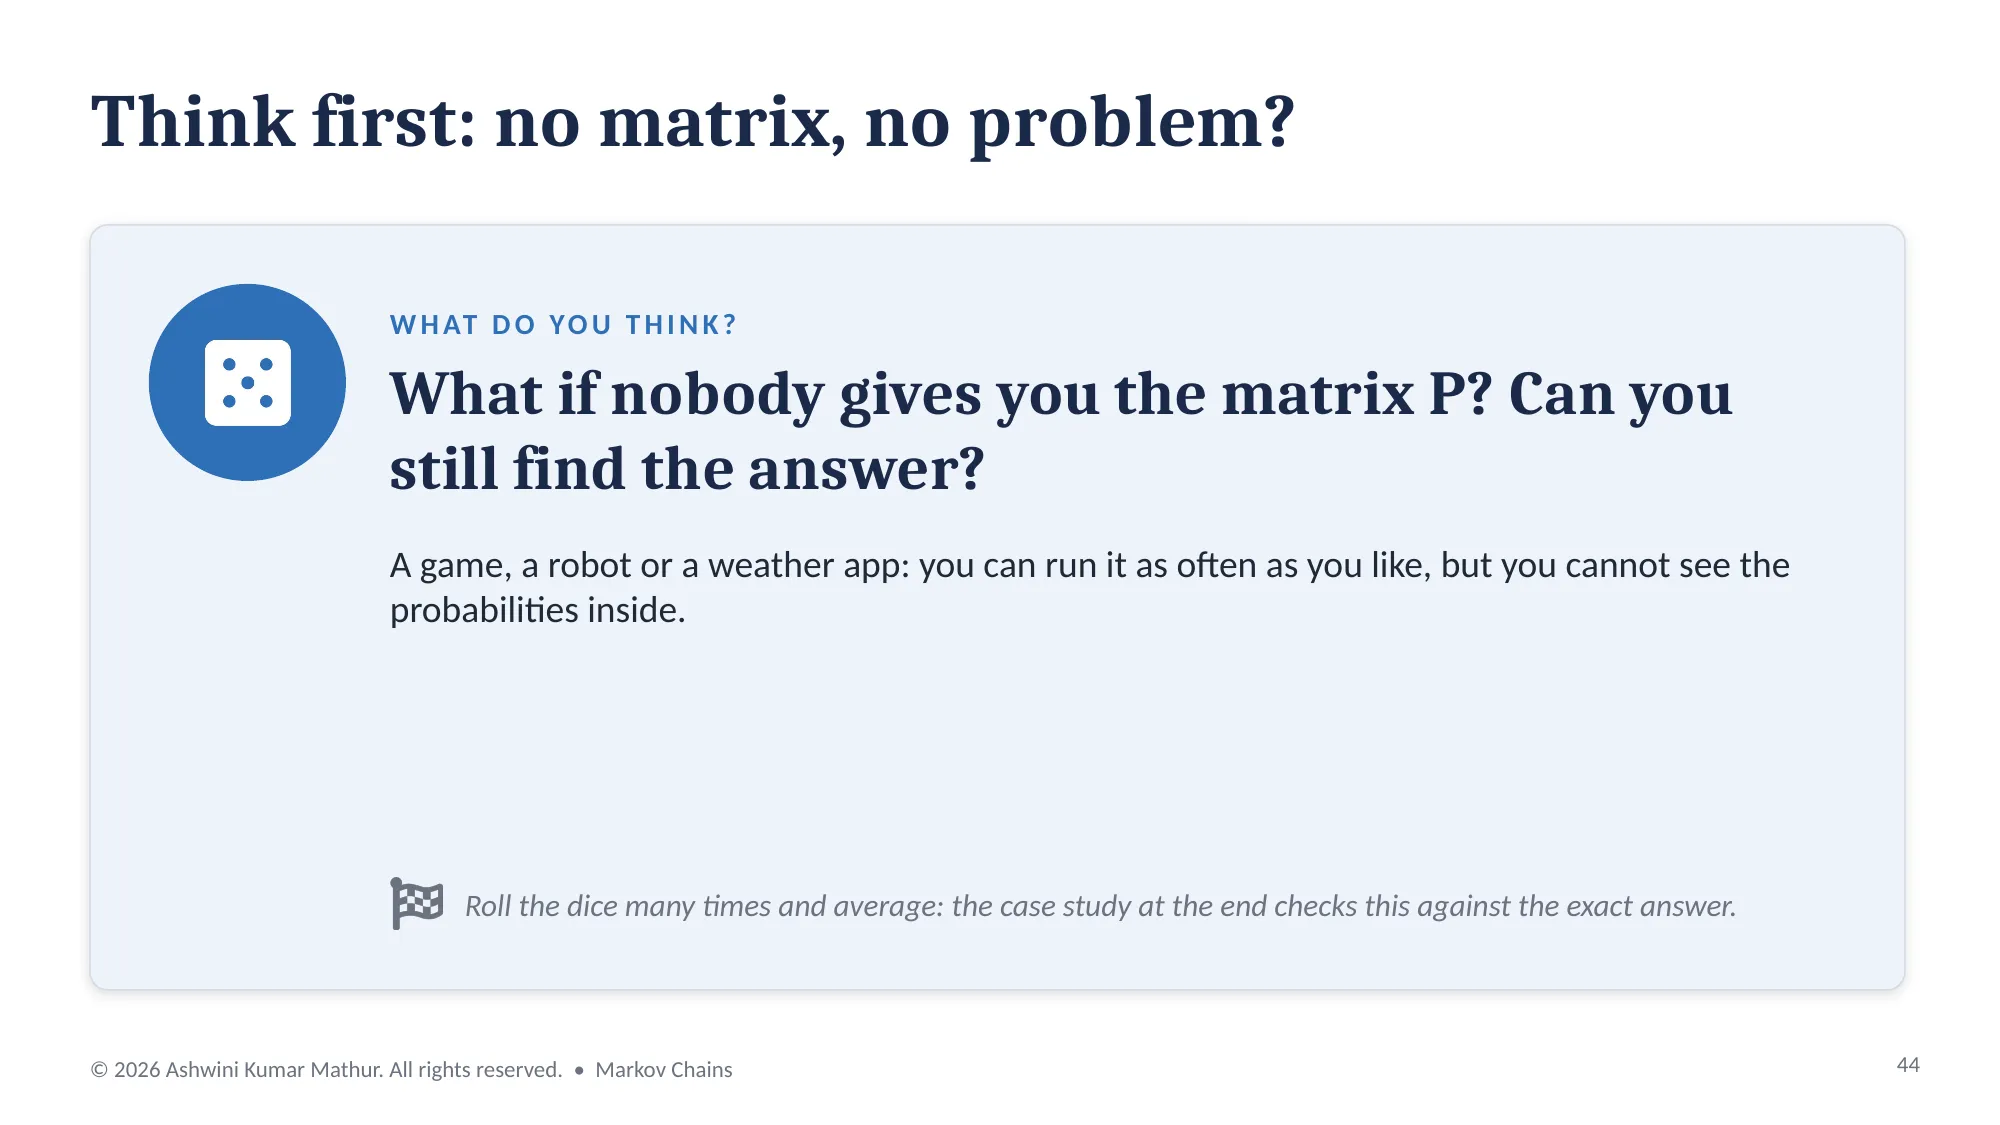 Think first: no matrix, no problem?
WHAT DO YOU THINK?
What if nobody gives you the matrix P? Can you
still find the answer?
A game, a robot or a weather app: you can run it as often as you like, but you cannot see the
probabilities inside.
Roll the dice many times and average: the case study at the end checks this against the exact answer.
© 2026 Ashwini Kumar Mathur. All rights reserved. • Markov Chains
44